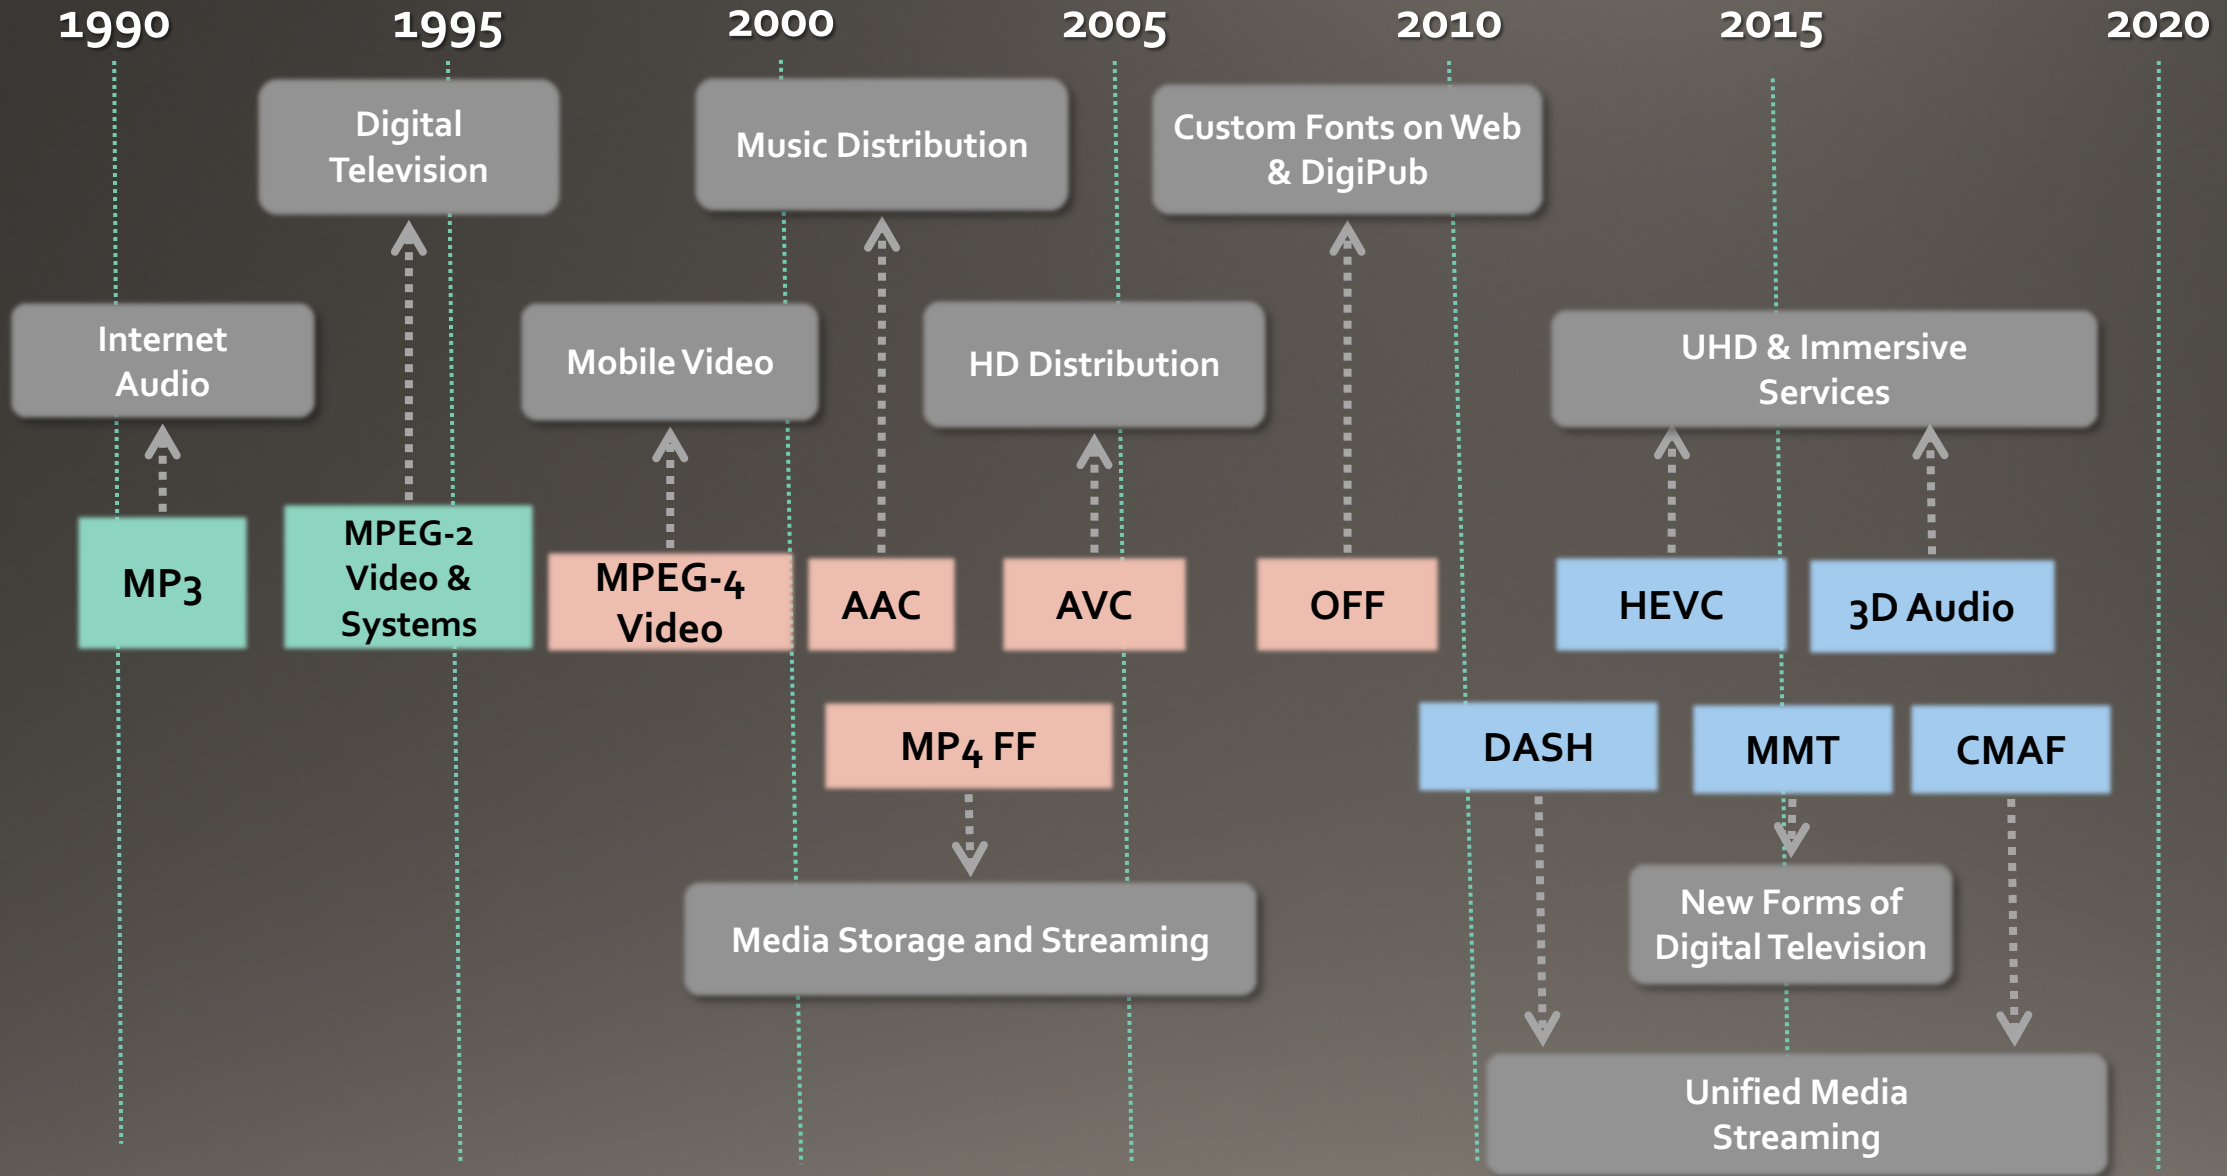 1990
1995
2000
2005
2010
2015
2020
Digital
Television
Music Distribution
Custom Fonts on Web
& DigiPub
Internet
Audio
Mobile Video
HD Distribution
UHD & Immersive
Services
MP3
MPEG-2
Video &
Systems
MPEG-4
Video
AAC
AVC
OFF
HEVC
3D Audio
MP4 FF
DASH
MMT
CMAF
Media Storage and Streaming
New Forms of
Digital Television
Unified Media
Streaming